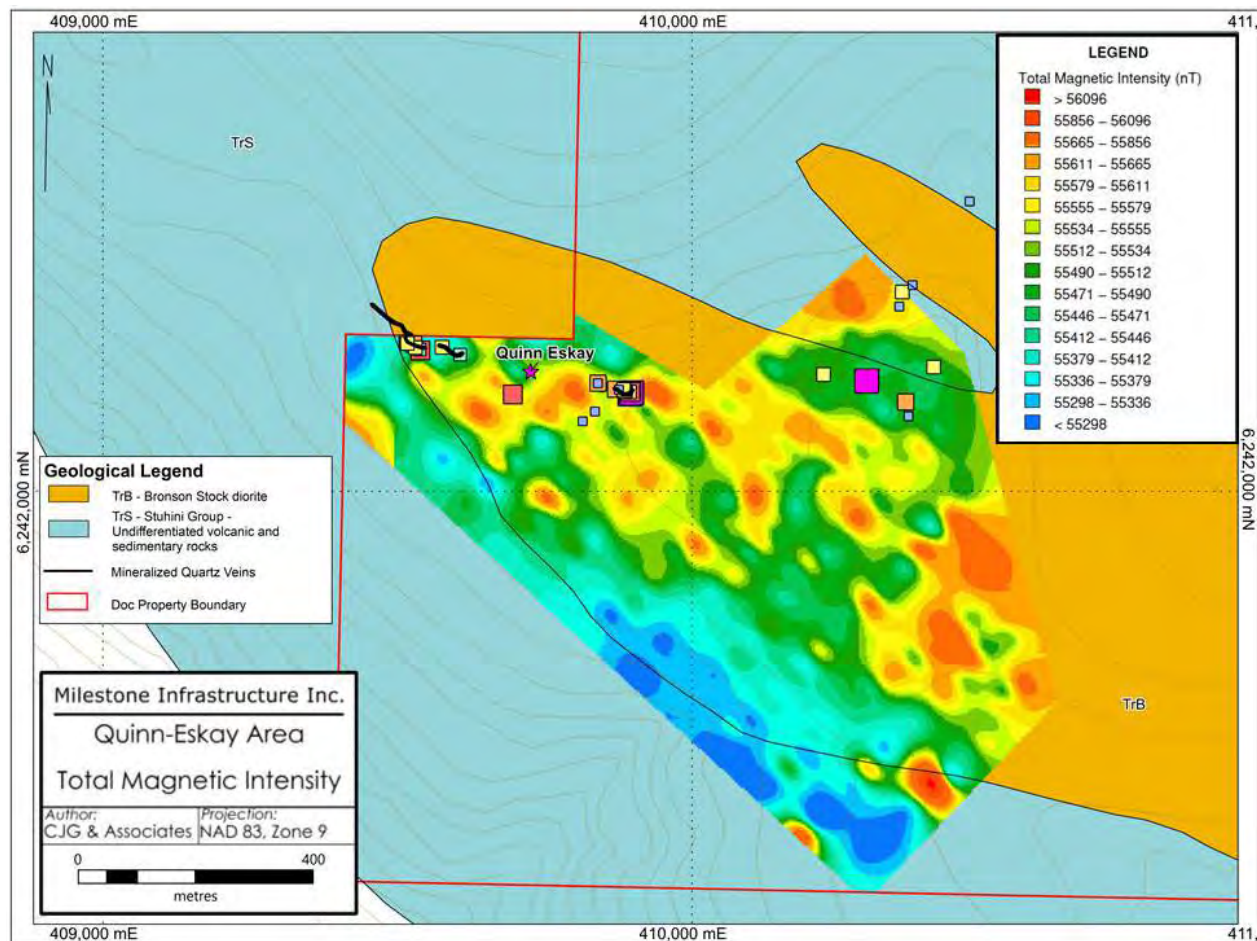 409,000 mE
410,000 mE
411,
N
TrS
LEGEND
Total Magnetic Intensity (nT)
> 56096
55856 – 56096
55665 – 55856
55611 – 55665
55579 – 55611
55555 – 55579
55534 – 55555
55512 – 55534
55490 – 55512
55471 – 55490
55446 – 55471
55412 – 55446
55379 – 55412
55336 – 55379
55298 – 55336
< 55298
Quinn Eskay
6,242,000 mN
6,242,000 mN
Geological Legend
TrB - Bronson Stock diorite
TrS - Stuhini Group -
Undifferentiated volcanic and
sedimentary rocks
Mineralized Quartz Veins
Doc Property Boundary
TrB
Milestone Infrastructure Inc.
Quinn-Eskay Area
Total Magnetic Intensity
Author:
CJG & Associates
Projection:
NAD 83, Zone 9
0
400
metres
409,000 mE
410,000 mE
411,